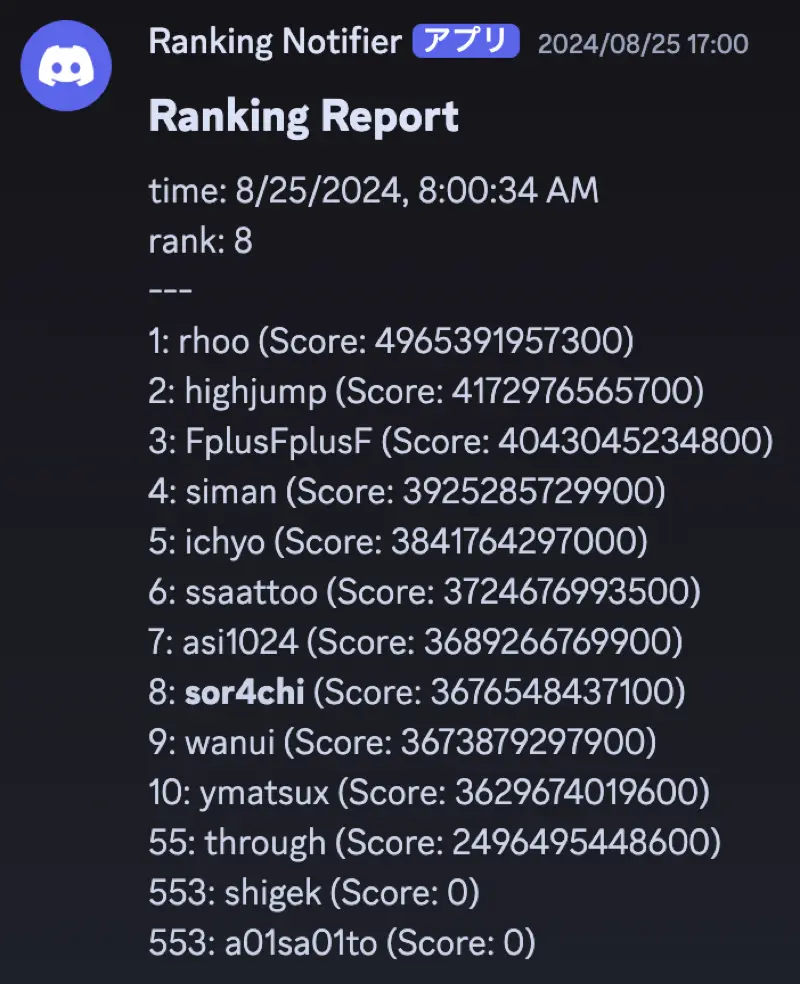 Ranking Notifier アプリ 2024/08/25 17:00
Ranking Report
time: 8/25/2024, 8:00:34 AM
rank: 8
---
1: rhoo (Score: 4965391957300)
2: highjump (Score: 4172976565700)
3: FplusFplusF (Score: 4043045234800)
4: siman (Score: 3925285729900)
5: ichyo (Score: 3841764297000)
6: ssaattoo (Score: 3724676993500)
7: asi1024 (Score: 3689266769900)
8: sor4chi (Score: 3676548437100)
9: wanui (Score: 3673879297900)
10: ymatsux (Score: 3629674019600)
55: through (Score: 2496495448600)
553: shigek (Score: 0)
553: a01sa01to (Score: 0)